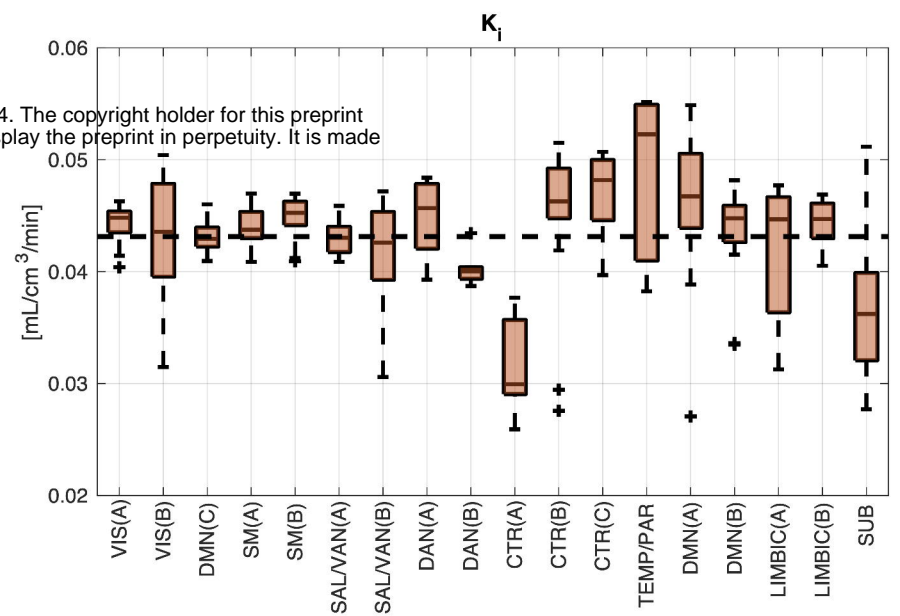 K_i
0.06
4. The copyright holder for this preprint
splay the preprint in perpetuity. It is made
0.05
0.04
0.03
0.02
[mL/cm³/min]
VIS(A)
VIS(B)
DMN(C)
SM(A)
SM(B)
SAL/VAN(A)
SAL/VAN(B)
DAN(A)
DAN(B)
CTR(A)
CTR(B)
CTR(C)
TEMP/PAR
DMN(A)
DMN(B)
LIMBIC(A)
LIMBIC(B)
SUB